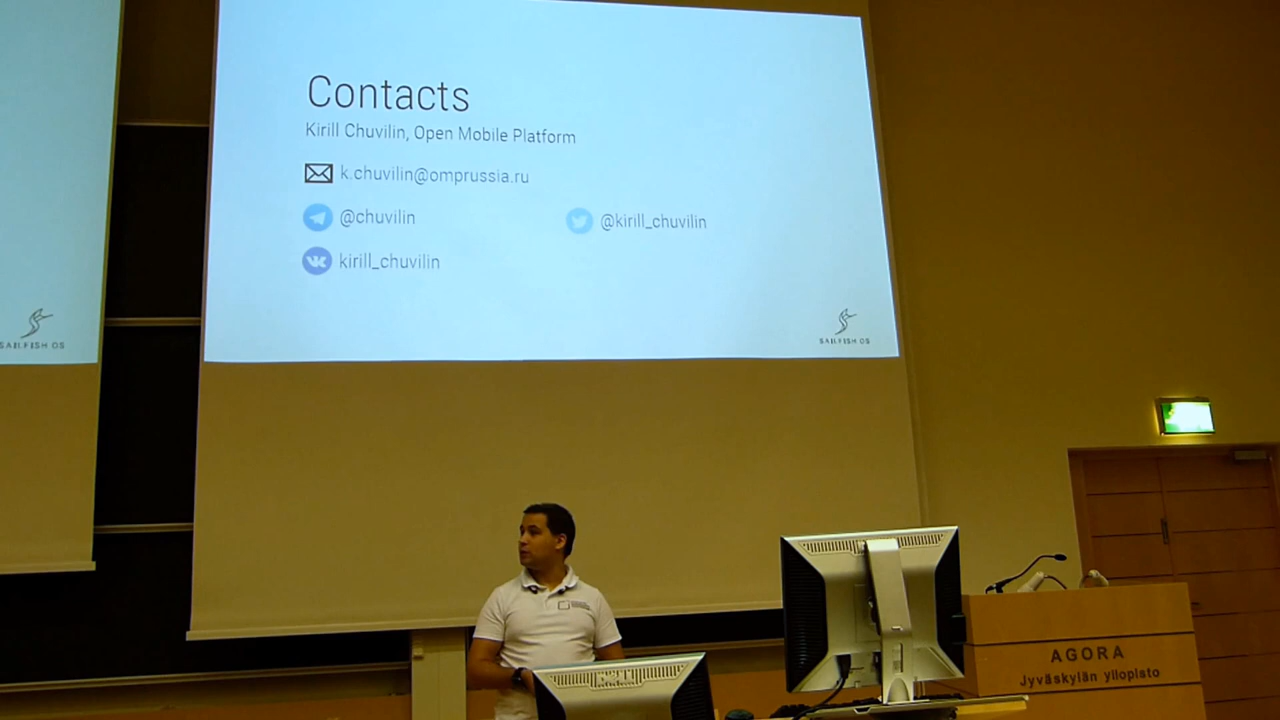 Contacts
Kirill Chuvilin, Open Mobile Platform
k.chuvilin@omprussia.ru
@chuvilin
@kirill_chuvilin
kirill_chuvilin
SAILFISH OS
SAILFISH OS
AGORA
Jyväskylän yliopisto